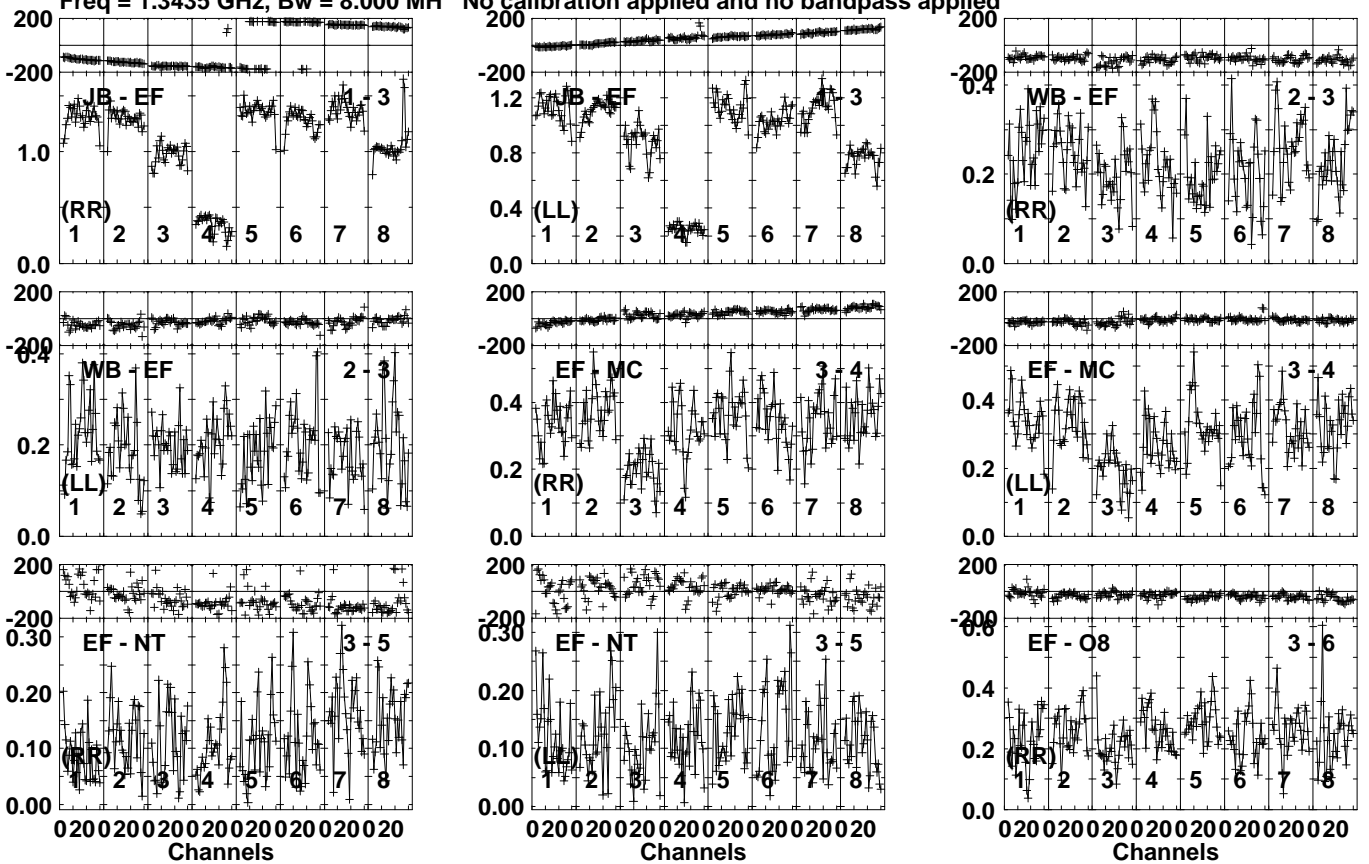 Freq = 1.3435 GHz, Bw = 8.000 MH No calibration applied and no bandpass applied
200
-200
JB - EF 1 - 3
1.0
(RR)
1 2 3 4 5 6 7 8
0.0
200
-200
1.2
JB - EF 1 - 3
0.8
0.4
(LL)
1 2 3 4 5 6 7 8
0.0
200
-200
0.4
WB - EF 2 - 3
0.2
(RR)
1 2 3 4 5 6 7 8
0.0
200
-200
0.4
WB - EF 2 - 3
0.2
(LL)
1 2 3 4 5 6 7 8
0.0
200
-200
EF - MC 3 - 4
0.4
0.2
(RR)
1 2 3 4 5 6 7 8
0.0
200
-200
EF - MC 3 - 4
0.4
0.2
(LL)
1 2 3 4 5 6 7 8
0.0
200
-200
0.30
EF - NT 3 - 5
0.20
0.10
(RR)
1 2 3 4 5 6 7 8
0.00
0 20 0 20 0 20 0 20 0 20 0 20 0 20 0 20
Channels
200
-200
0.30
EF - NT 3 - 5
0.20
0.10
(LL)
1 2 3 4 5 6 7 8
0.00
0 20 0 20 0 20 0 20 0 20 0 20 0 20 0 20
Channels
200
-200
0.6
EF - O8 3 - 6
0.4
0.2
(RR)
1 2 3 4 5 6 7 8
0.0
0 20 0 20 0 20 0 20 0 20 0 20 0 20 0 20
Channels